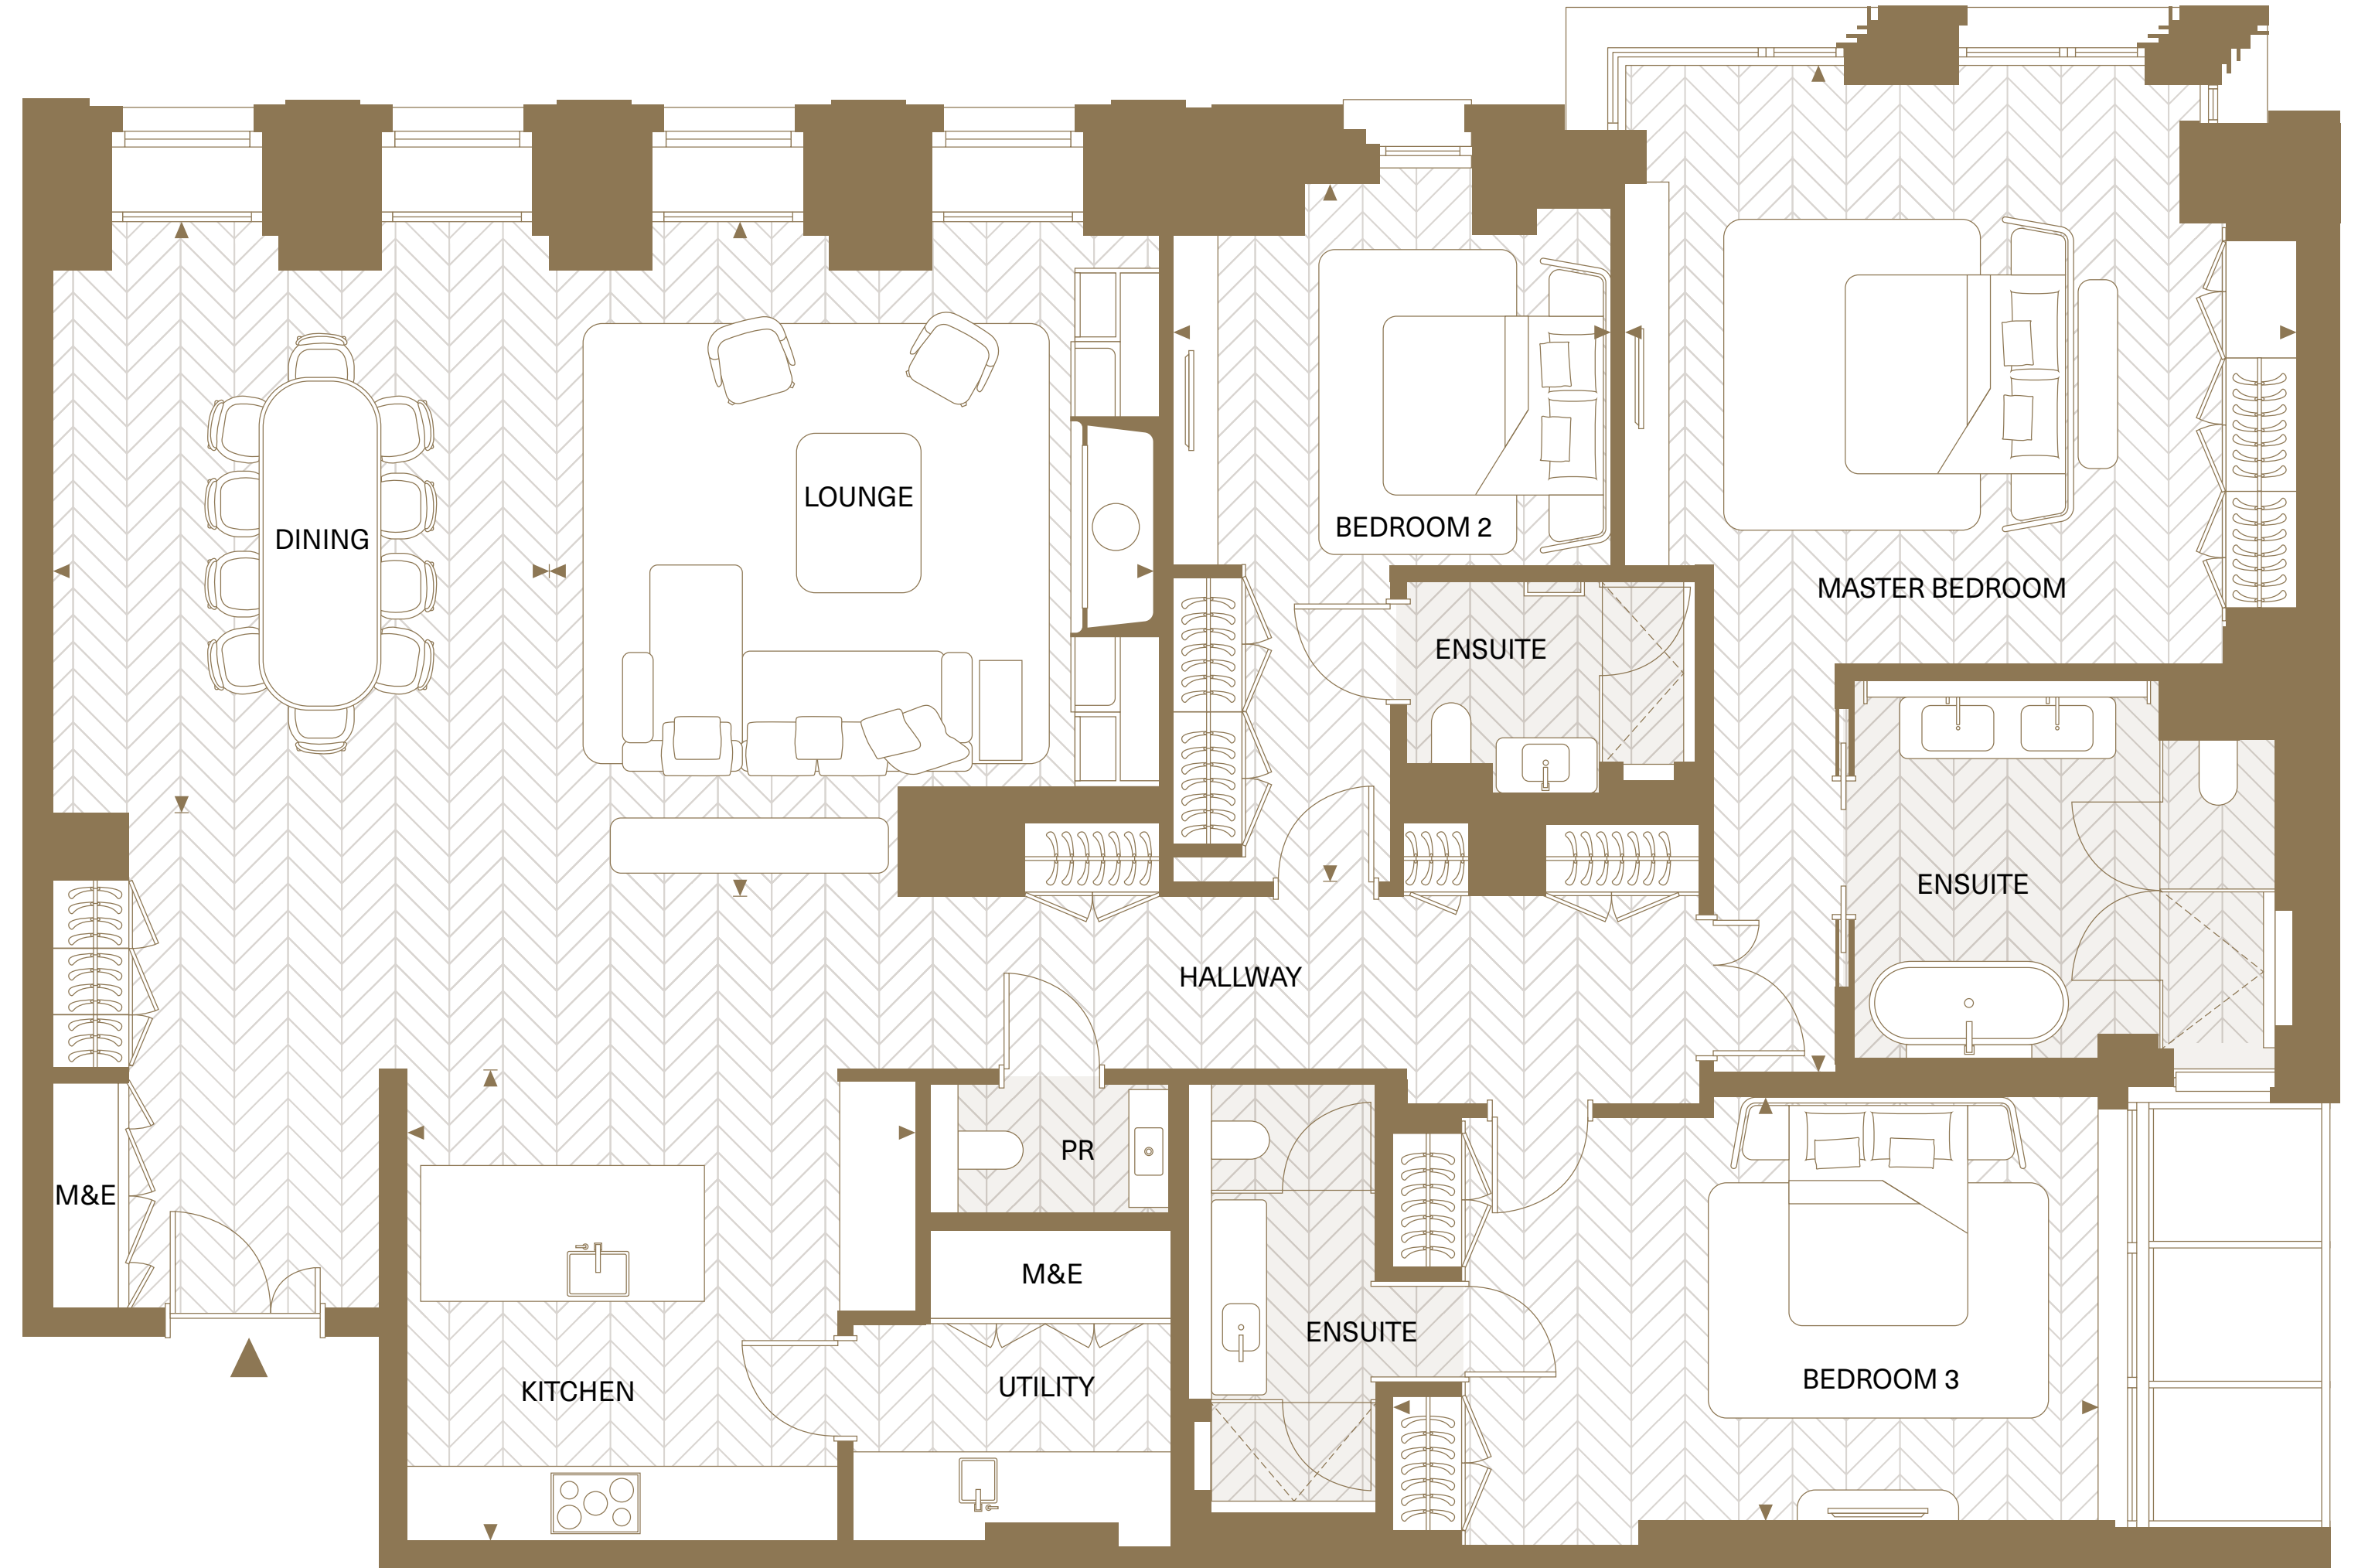 LOUNGE
BEDROOM 2
DINING
MASTER BEDROOM
ENSUITE
ENSUITE
HALLWAY
PR
M&E
M&E
ENSUITE
BEDROOM 3
UTILITY
KITCHEN